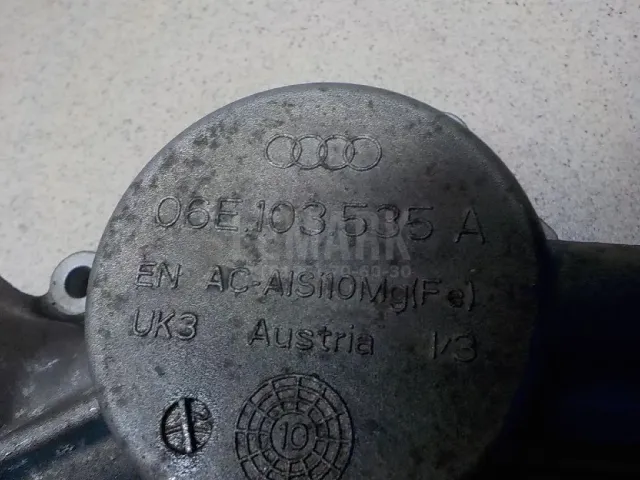 06E.103.535 A
EN AC-AlSi10Mg(Fe)
UK3 Austria 1/3
10